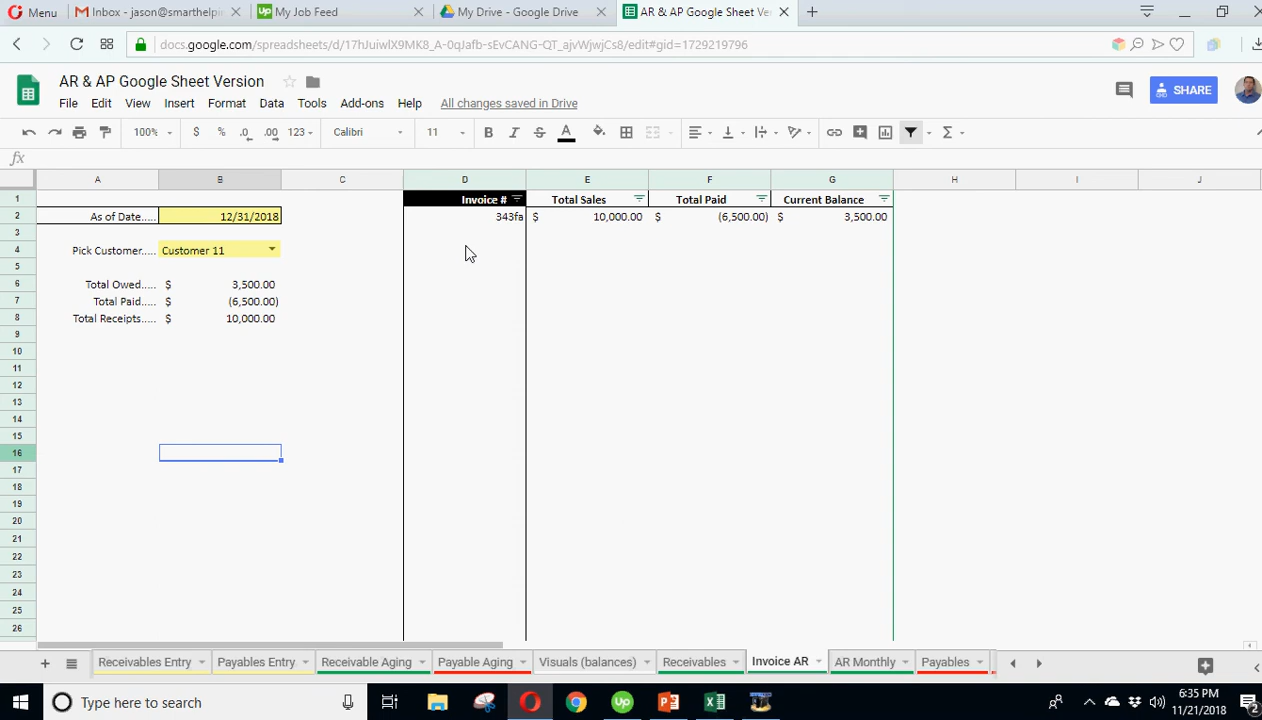 Menu
Inbox - jason@smarthelpi
My Job Feed
My Drive - Google Drive
AR & AP Google Sheet Ve
docs.google.com/spreadsheets/d/17hJuiwlX9MK8_A-0qJafb-sEvCANG-QT_ajvWjwjCs8/edit#gid=1729219796
AR & AP Google Sheet Version
File Edit View Insert Format Data Tools Add-ons Help All changes saved in Drive
SHARE
100% $ % .0 .00 123 Calibri 11 B I S A
fx
A B C D E F G H I J
1 Invoice # Total Sales Total Paid Current Balance
2 As of Date..... 12/31/2018 343fa $ 10,000.00 $ (6,500.00) $ 3,500.00
3
4 Pick Customer..... Customer 11
5
6 Total Owed..... $ 3,500.00
7 Total Paid..... $ (6,500.00)
8 Total Receipts..... $ 10,000.00
9
10
11
12
13
14
15
16
17
18
19
20
21
22
23
24
25
26
Receivables Entry Payables Entry Receivable Aging Payable Aging Visuals (balances) Receivables Invoice AR AR Monthly Payables
Type here to search
6:35 PM
11/21/2018
2